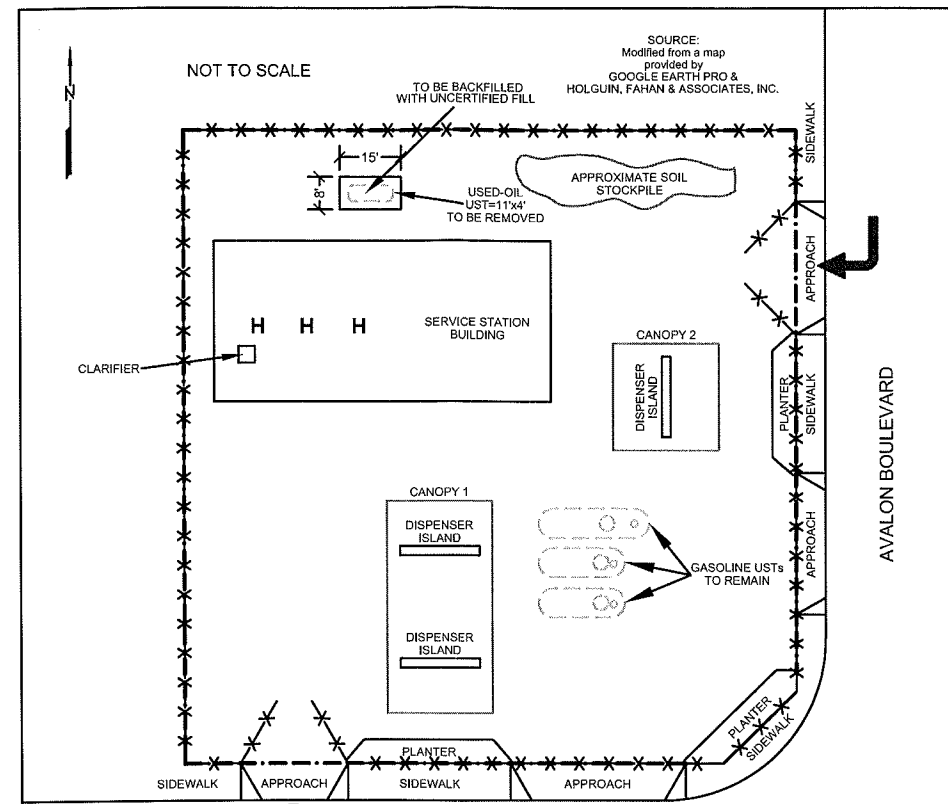 SOURCE:
Modified from a map
provided by
GOOGLE EARTH PRO &
HOLGUIN, FAHAN & ASSOCIATES, INC.
N
NOT TO SCALE
TO BE BACKFILLED
WITH UNCERTIFIED FILL
SIDEWALK
15'
8'
USED-OIL
UST=11'x4'
TO BE REMOVED
APPROXIMATE SOIL
STOCKPILE
APPROACH
H H H
SERVICE STATION
BUILDING
CLARIFIER
CANOPY 2
DISPENSER
ISLAND
PLANTER
SIDEWALK
AVALON BOULEVARD
CANOPY 1
DISPENSER
ISLAND
GASOLINE USTs
TO REMAIN
APPROACH
DISPENSER
ISLAND
PLANTER
SIDEWALK
PLANTER
SIDEWALK
APPROACH
SIDEWALK
APPROACH